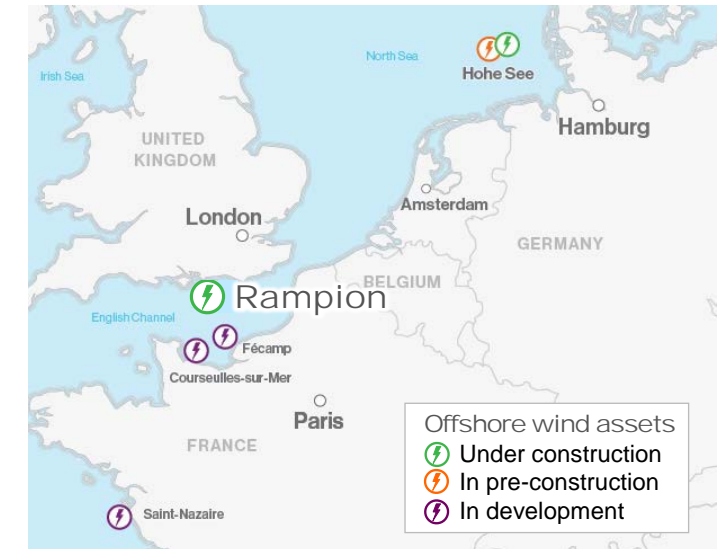 North Sea
Hohe See
Irish Sea
Hamburg
UNITED
KINGDOM
Amsterdam
London
GERMANY
BELGIUM
Rampion
English Channel
Fécamp
Courseulles-sur-Mer
Paris
FRANCE
Offshore wind assets
Under construction
In pre-construction
In development
Saint-Nazaire